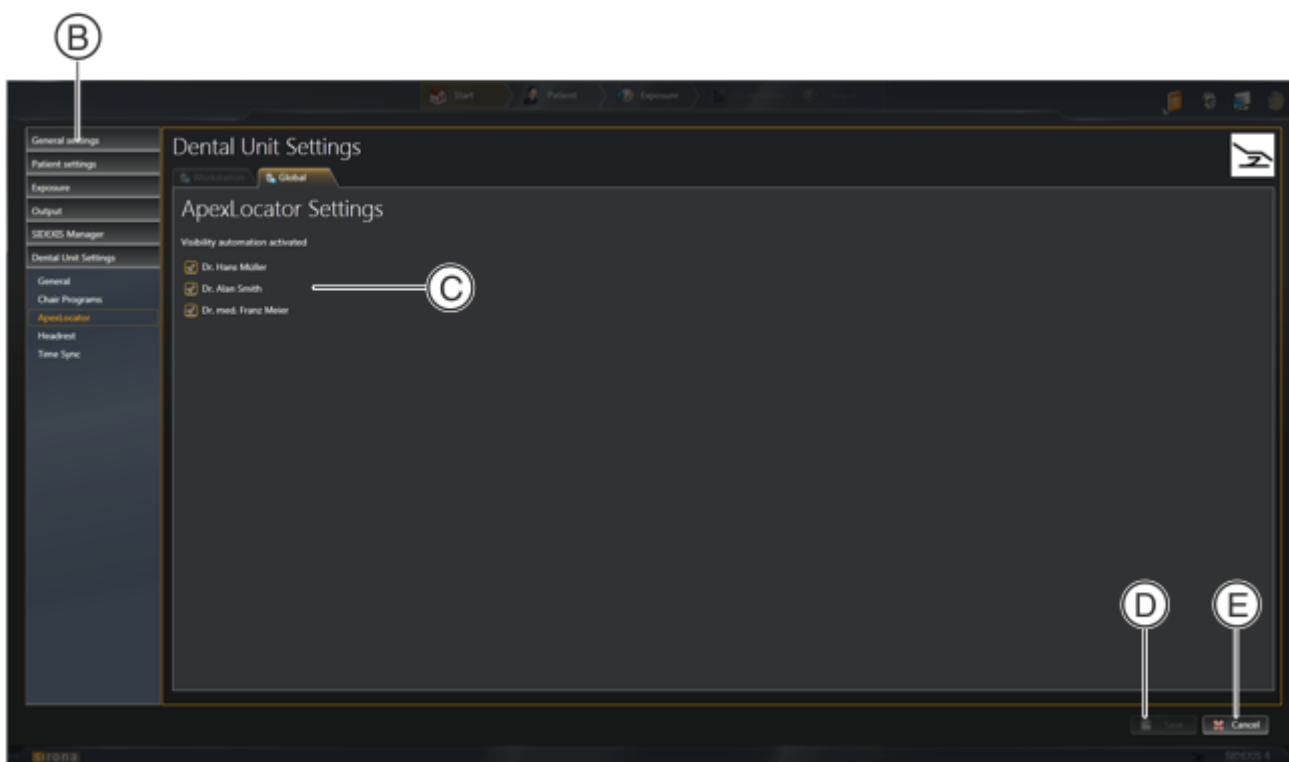 B
Start Patient Exposure
General settings
Patient settings
Exposure
Output
SIDEXIS Manager
Dental Unit Settings
General
Chair Programs
ApexLocator
Headrest
Time Sync
Dental Unit Settings
Workstation Global
ApexLocator Settings
Visibility automation activated
Dr. Hans Müller
Dr. Alan Smith
Dr. med. Franz Meier
C
D
E
Save Cancel
sirona SIDEXIS 4